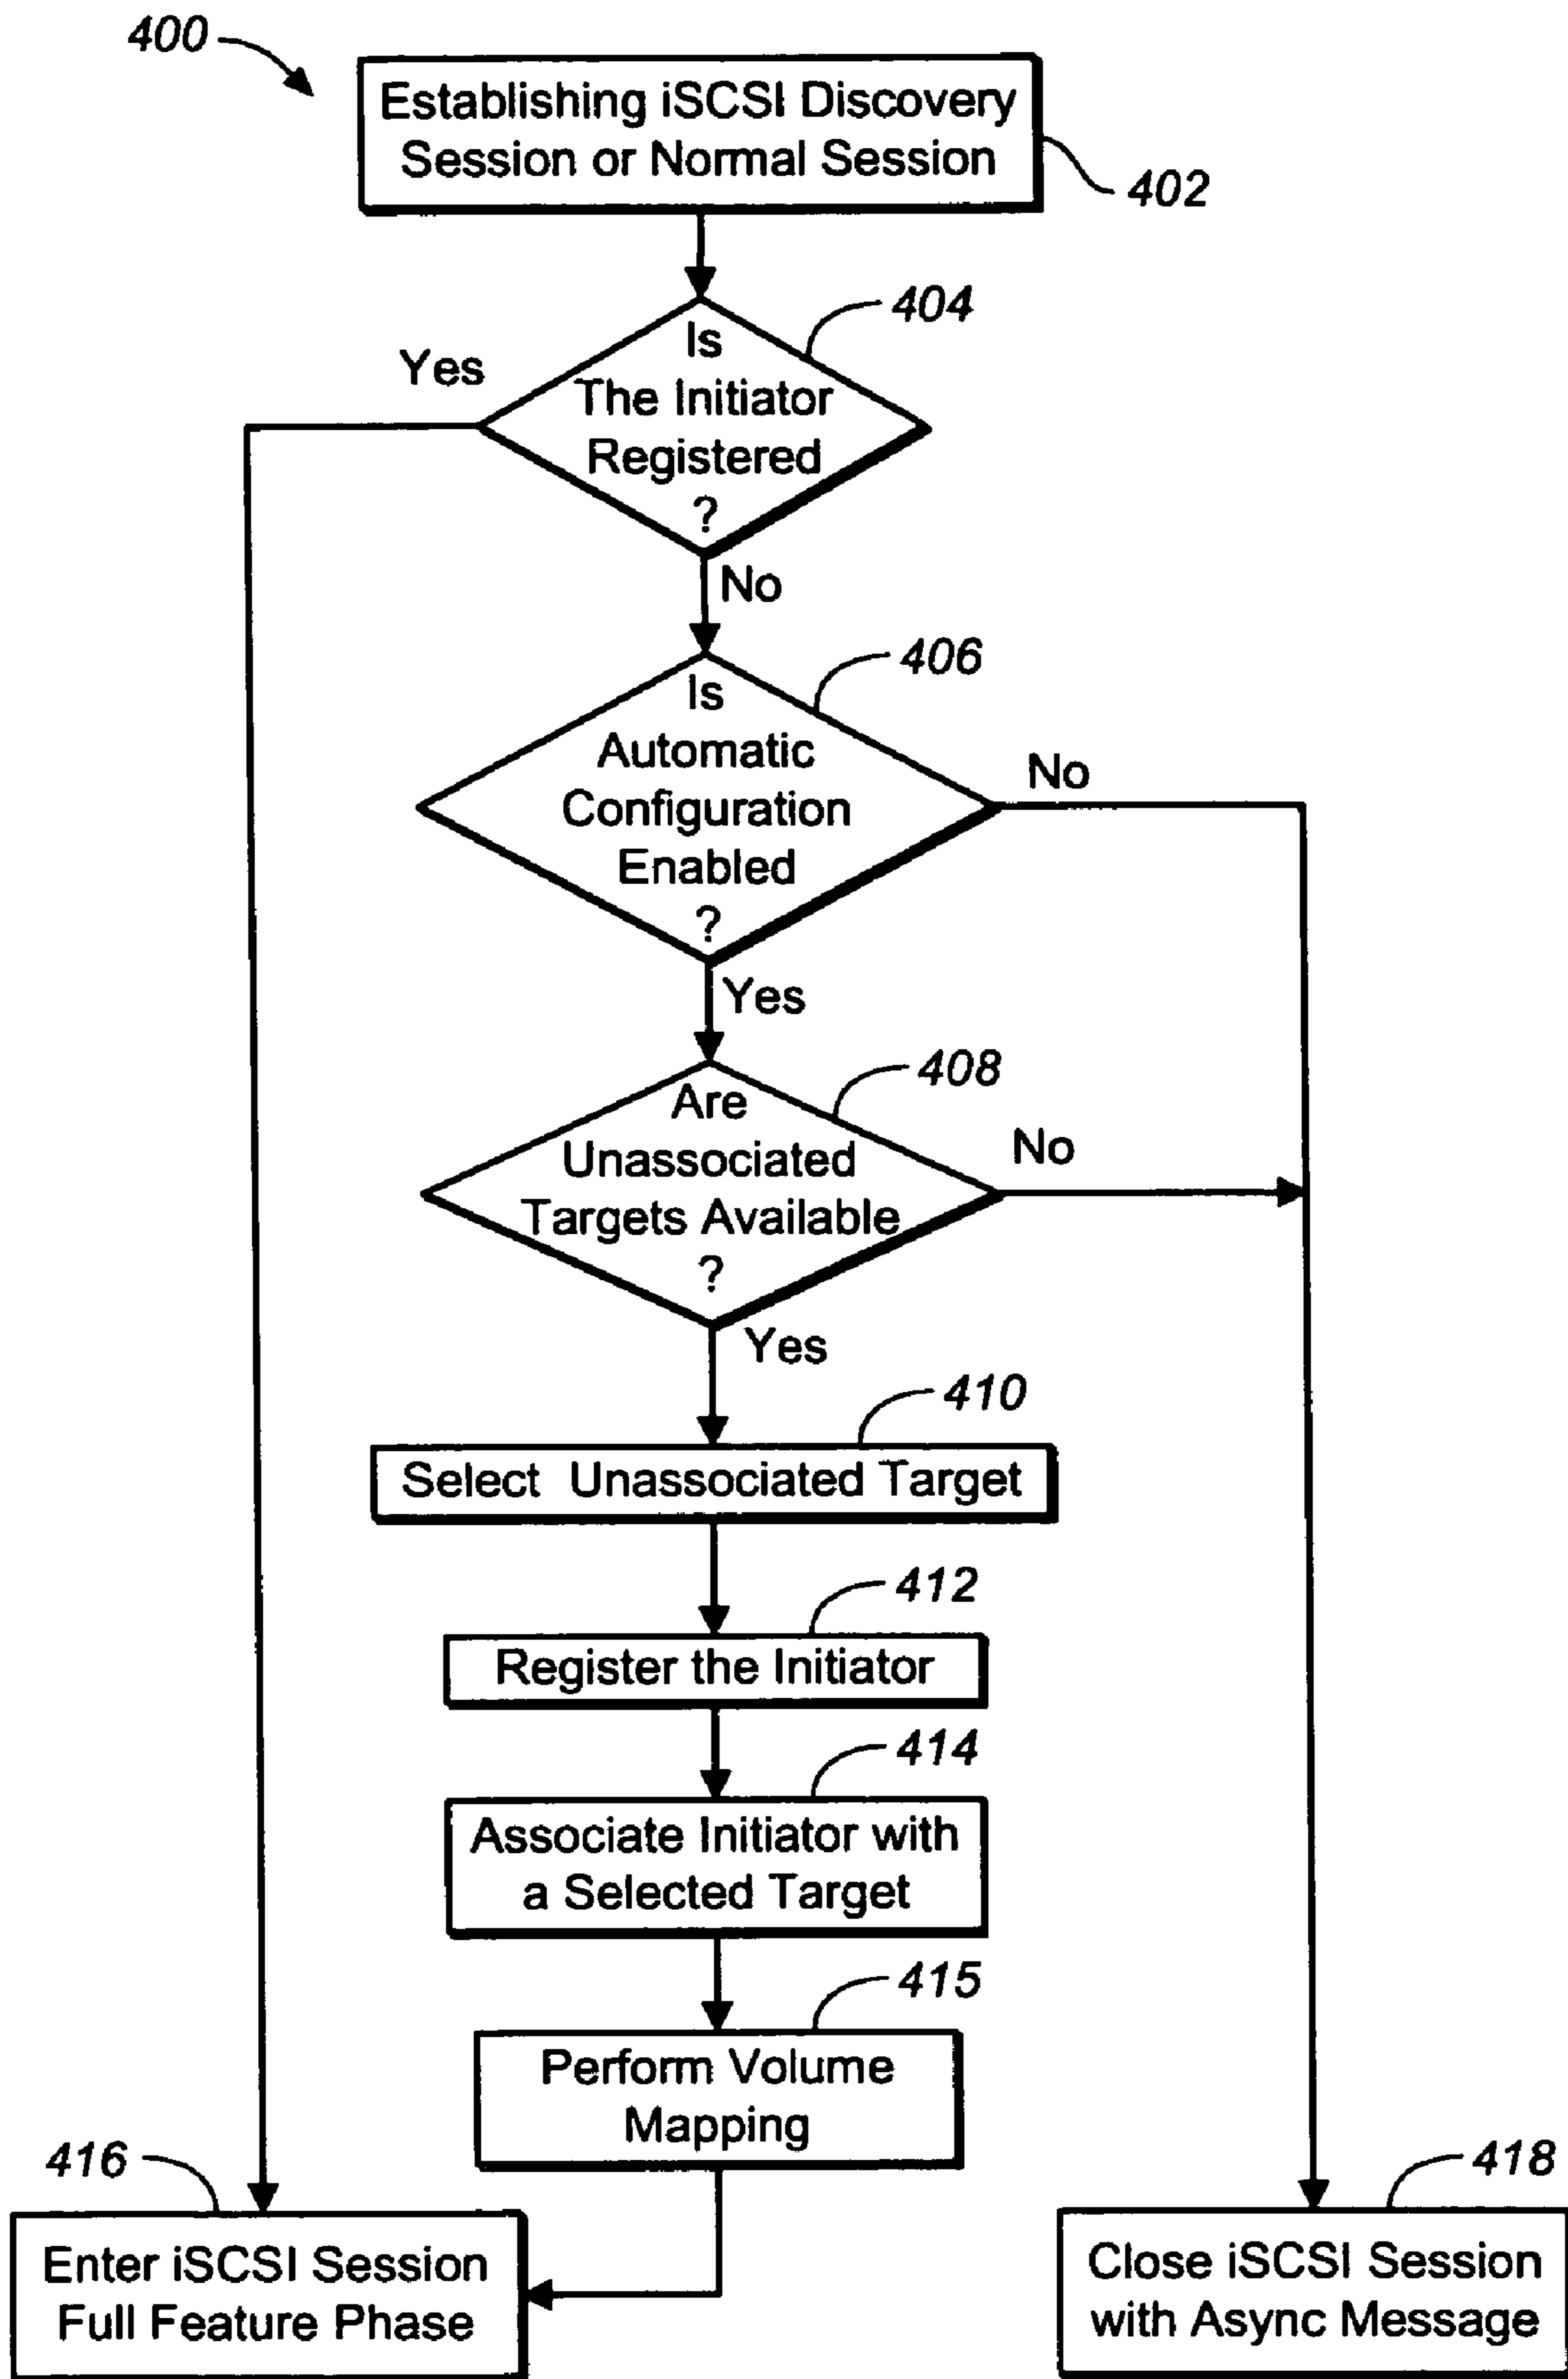 400
Establishing iSCSI Discovery
Session or Normal Session
402
404
Yes
Is
The Initiator
Registered
?
No
406
Is
Automatic
Configuration
Enabled
?
No
Yes
408
Are
Unassociated
Targets Available
?
No
Yes
410
Select Unassociated Target
412
Register the Initiator
414
Associate Initiator with
a Selected Target
415
Perform Volume
Mapping
416
Enter iSCSI Session
Full Feature Phase
418
Close iSCSI Session
with Async Message